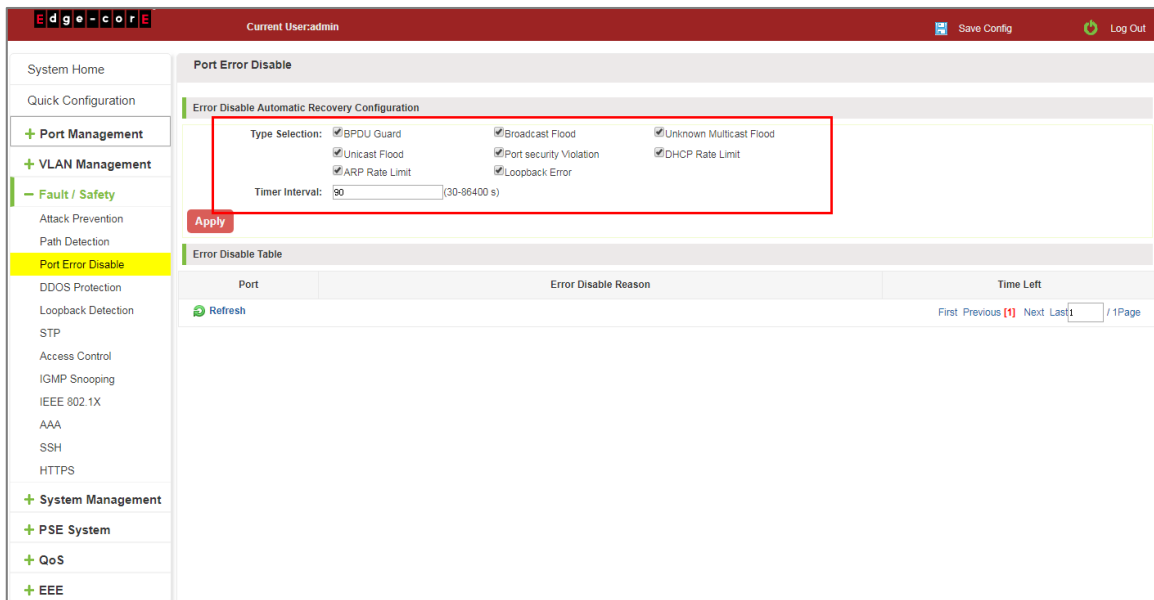 Edge-corE
Current User:admin
Save Config
Log Out
System Home
Quick Configuration
+ Port Management
+ VLAN Management
− Fault / Safety
Attack Prevention
Path Detection
Port Error Disable
DDOS Protection
Loopback Detection
STP
Access Control
IGMP Snooping
IEEE 802.1X
AAA
SSH
HTTPS
+ System Management
+ PSE System
+ QoS
+ EEE
Port Error Disable
Error Disable Automatic Recovery Configuration
Type Selection: BPDU Guard Broadcast Flood Unknown Multicast Flood
Unicast Flood Port security Violation DHCP Rate Limit
ARP Rate Limit Loopback Error
Timer Interval: 90 (30-86400 s)
Apply
Error Disable Table
Port Error Disable Reason Time Left
Refresh First Previous [1] Next Last 1 / 1Page